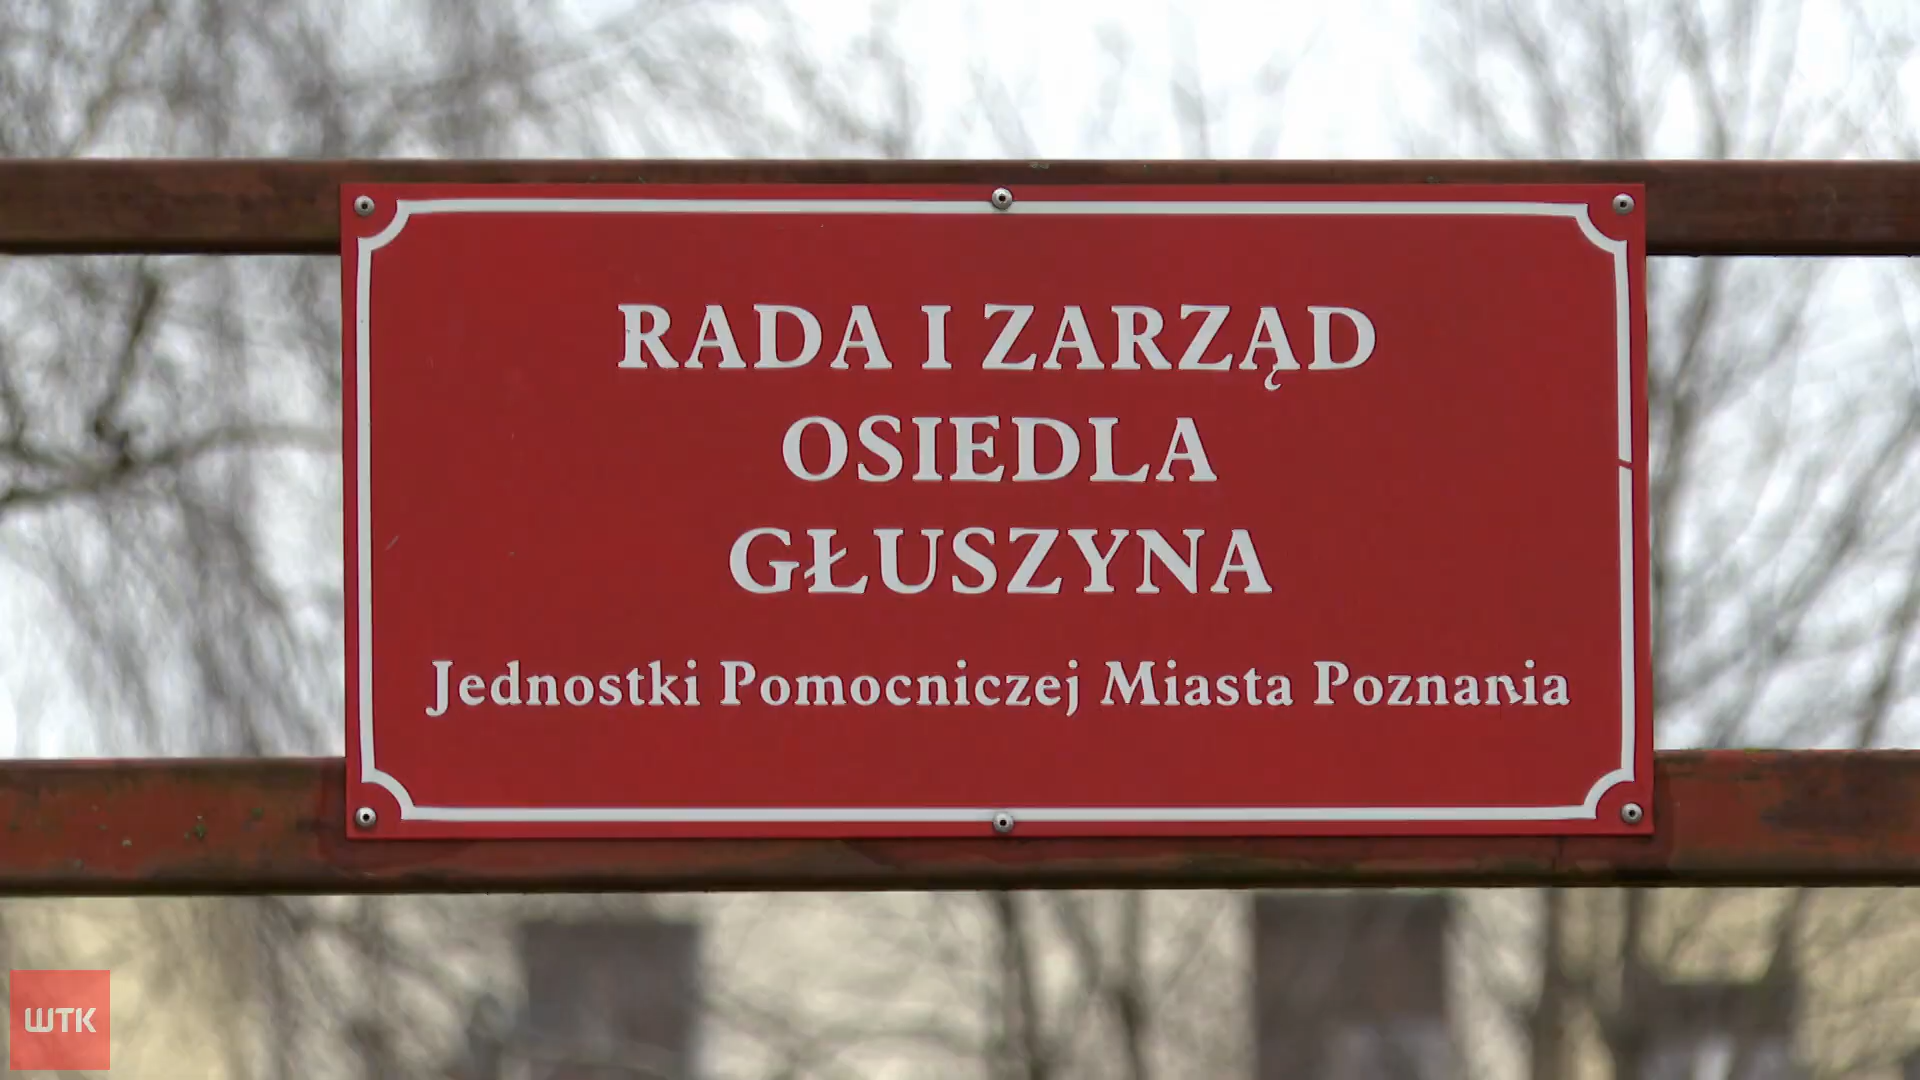 RADA I ZARZĄD
OSIEDLA
GŁUSZYNA
Jednostki Pomocniczej Miasta Poznania
WTK